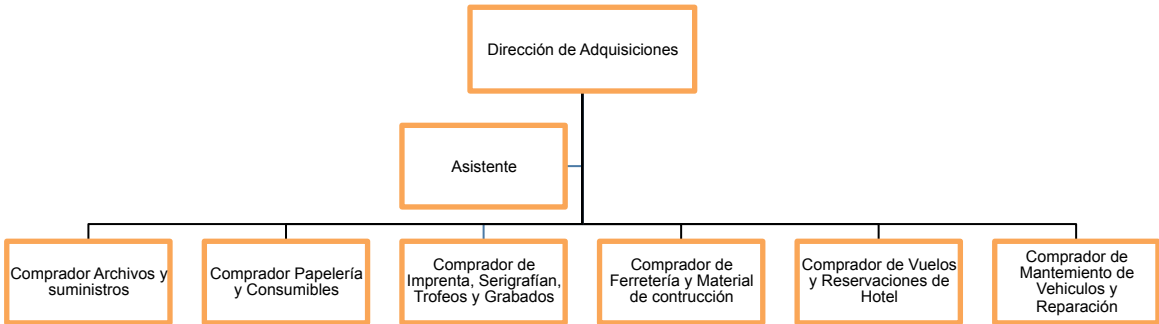 Dirección de Adquisiciones
Asistente
Comprador Archivos y
suministros
Comprador Papelería
y Consumibles
Comprador de
Imprenta, Serigrafían,
Trofeos y Grabados
Comprador de
Ferretería y Material
de contrucción
Comprador de Vuelos
y Reservaciones de
Hotel
Comprador de
Mantemiento de
Vehiculos y
Reparación